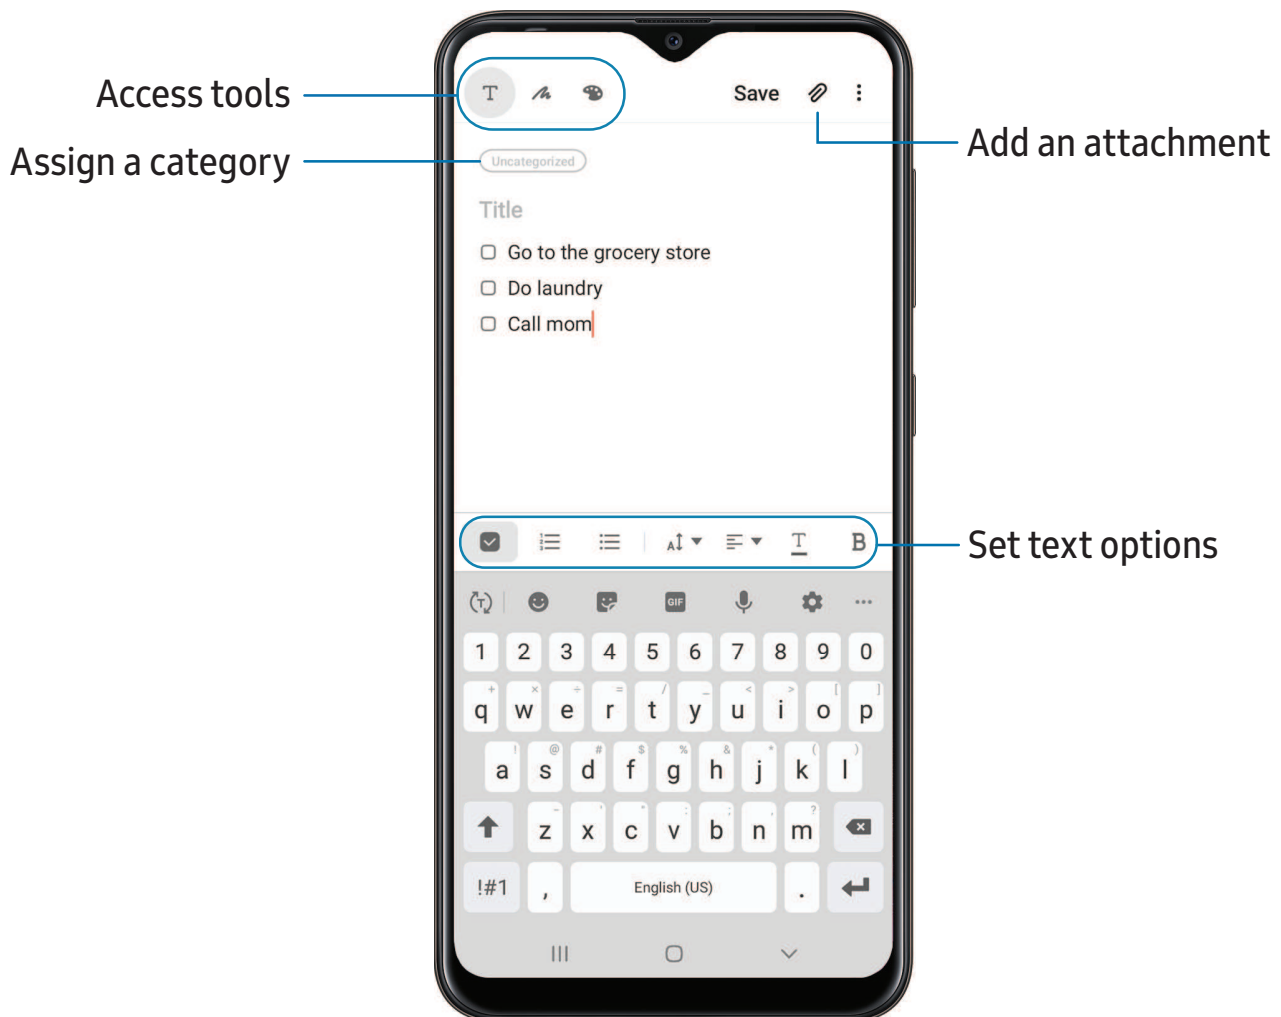 Access tools
T
Save
Add an attachment
Assign a category
Uncategorized
Title
Go to the grocery store
Do laundry
Call mom
A
T
B
Set text options
T
GIF
1 2 3 4 5 6 7 8 9 0
+ × ÷ = / _ < > [ ]
q w e r t y u i o p
! @ # $ % & * ( )
a s d f g h j k l
z x c v b n m
?
!#1 , English (US) .